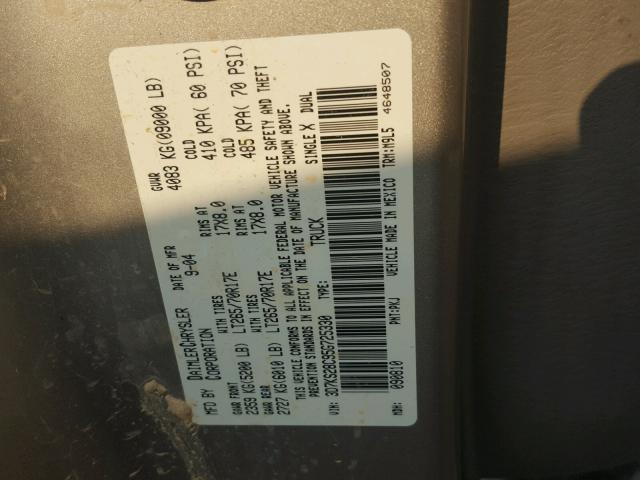 MFD BY DAIMLERCHRYSLER CORPORATION DATE OF MFR 9-04 GVWR 4083 KG(09000 LB)
GAWR FRONT WITH TIRES RIMS AT COLD
2359 KG(5200 LB) LT265/70R17E 17X8.0 410 KPA( 60 PSI)
GAWR REAR WITH TIRES RIMS AT COLD
2727 KG(6010 LB) LT265/70R17E 17X8.0 485 KPA( 70 PSI)
THIS VEHICLE CONFORMS TO ALL APPLICABLE FEDERAL MOTOR VEHICLE SAFETY AND THEFT
PREVENTION STANDARDS IN EFFECT ON THE DATE OF MANUFACTURE SHOWN ABOVE.
VIN: 3D7KS28C95G725330 TYPE: TRUCK SINGLE X DUAL
MDH: 090810 PNT:PKJ VEHICLE MADE IN MEXICO TRM:M9L5
4648507